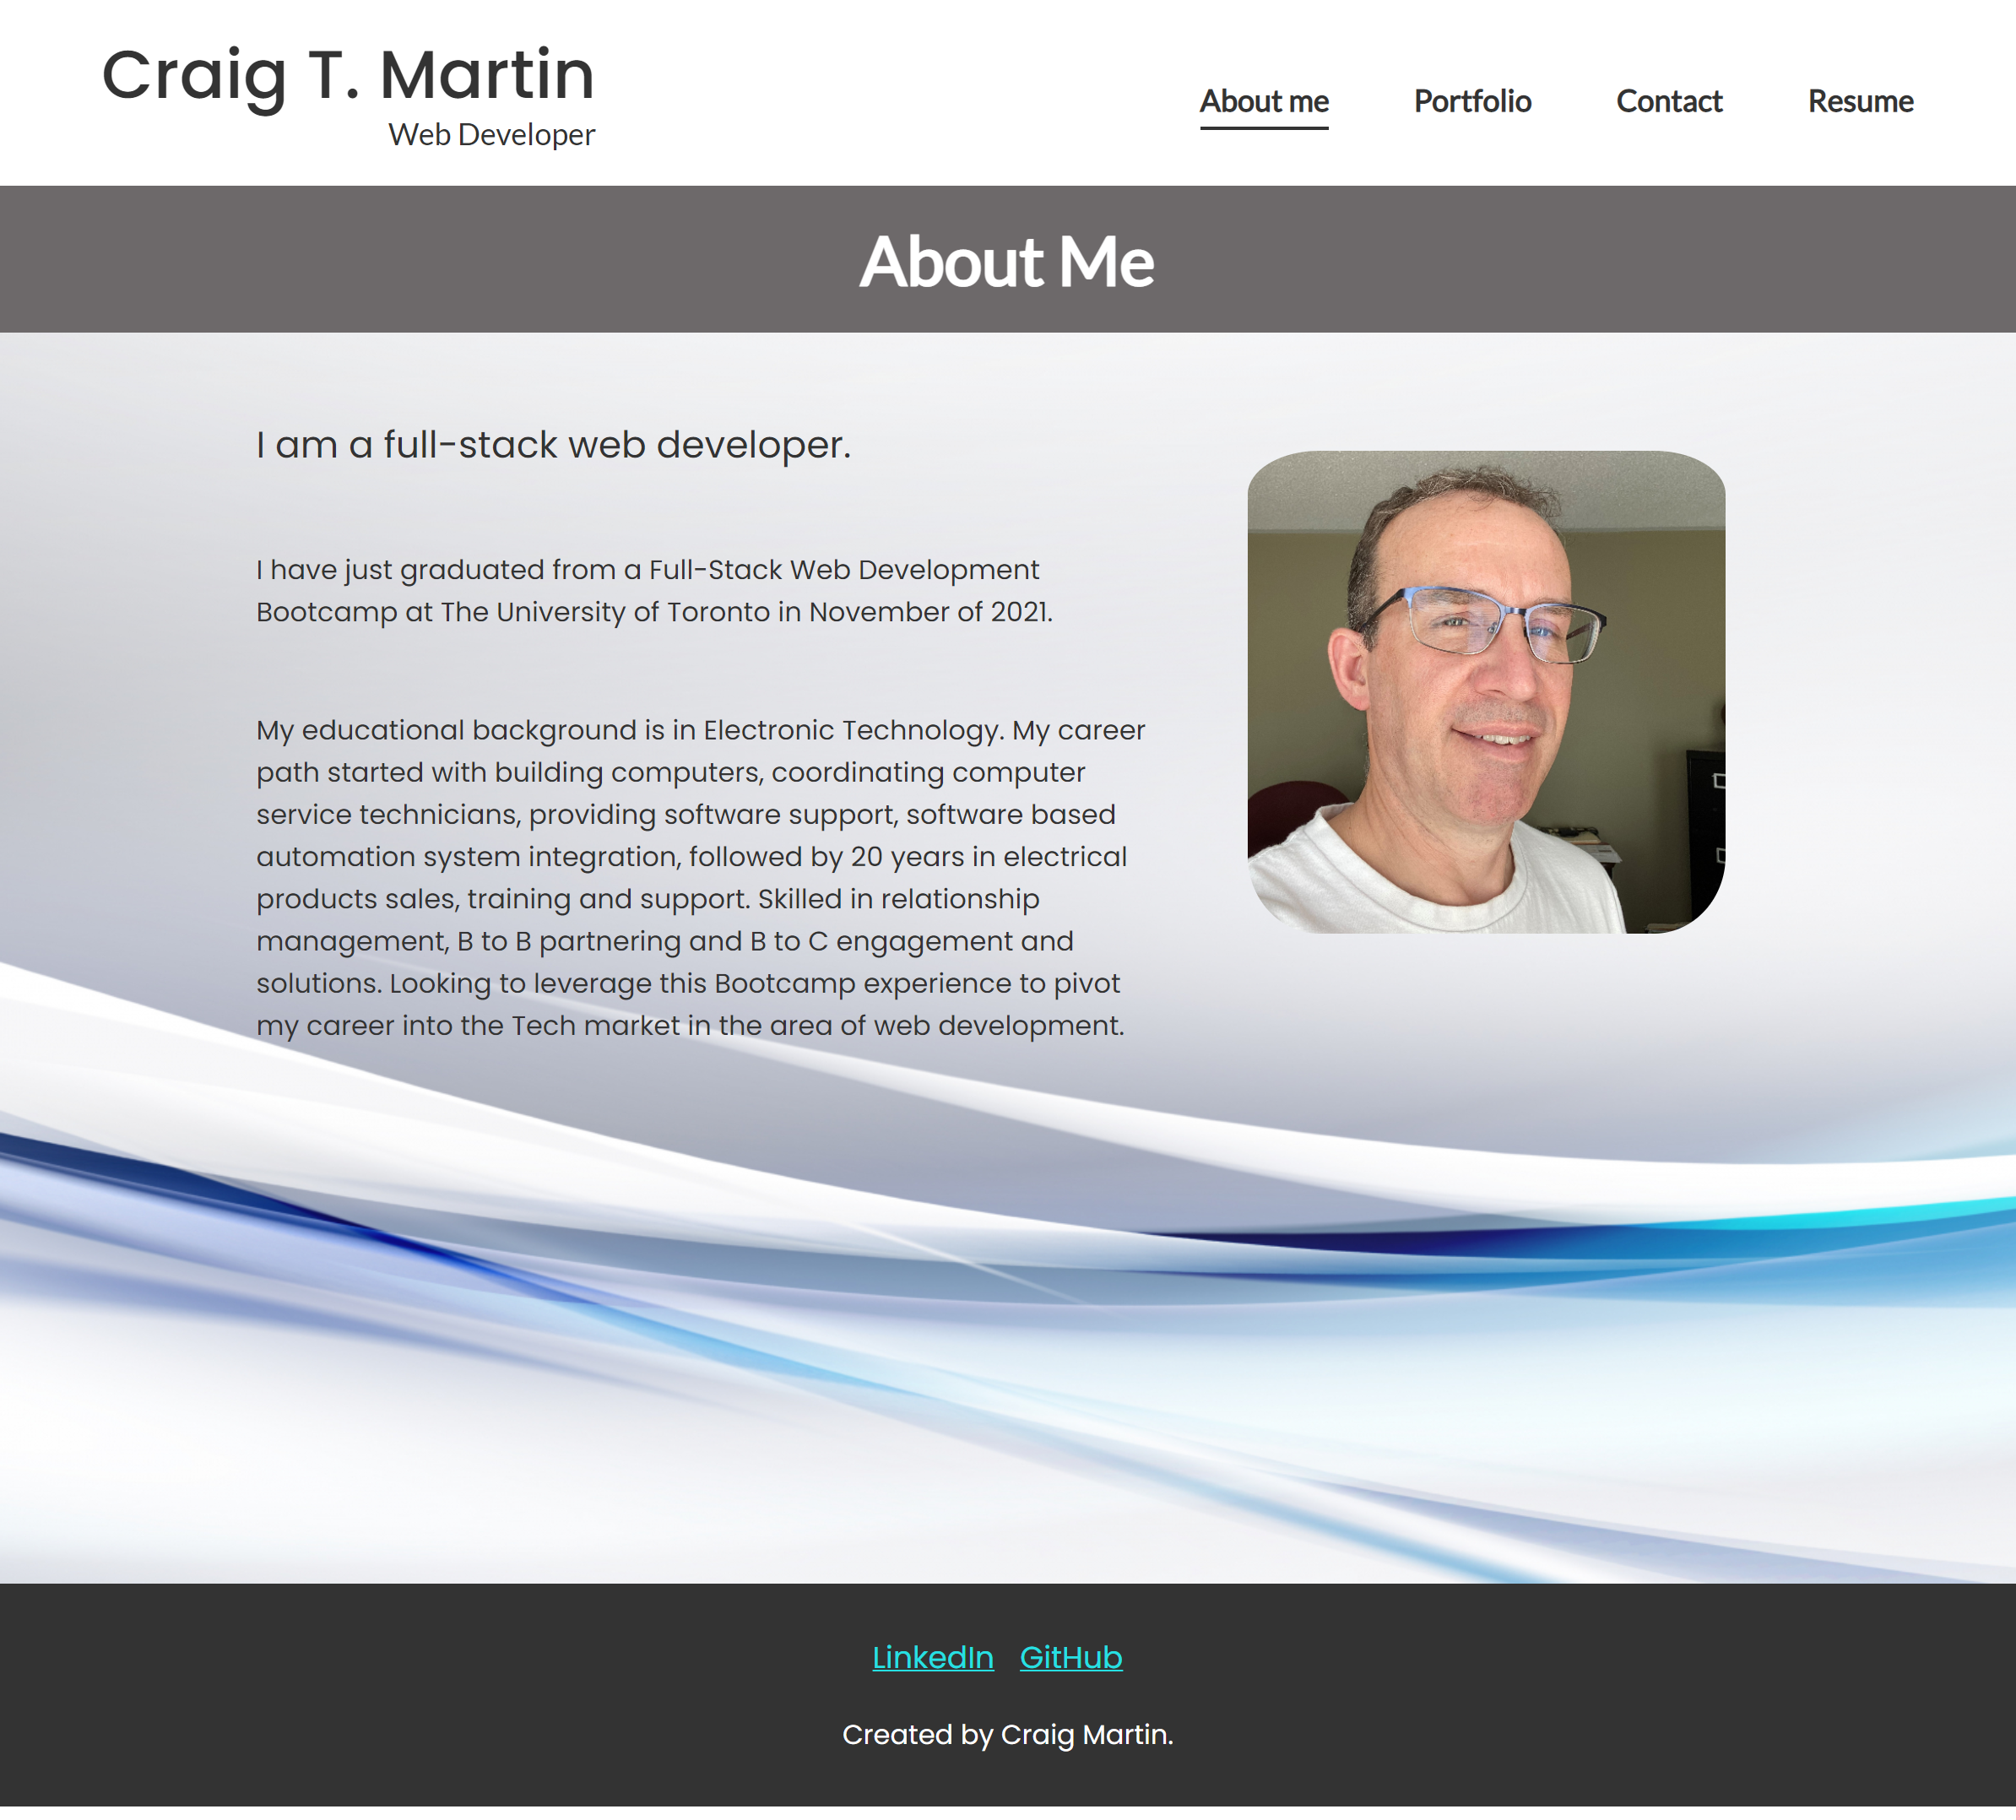 Craig T. Martin
Web Developer
About me
Portfolio
Contact
Resume
About Me
I am a full-stack web developer.
I have just graduated from a Full-Stack Web Development
Bootcamp at The University of Toronto in November of 2021.
My educational background is in Electronic Technology. My career
path started with building computers, coordinating computer
service technicians, providing software support, software based
automation system integration, followed by 20 years in electrical
products sales, training and support. Skilled in relationship
management, B to B partnering and B to C engagement and
solutions. Looking to leverage this Bootcamp experience to pivot
my career into the Tech market in the area of web development.
LinkedIn GitHub
Created by Craig Martin.